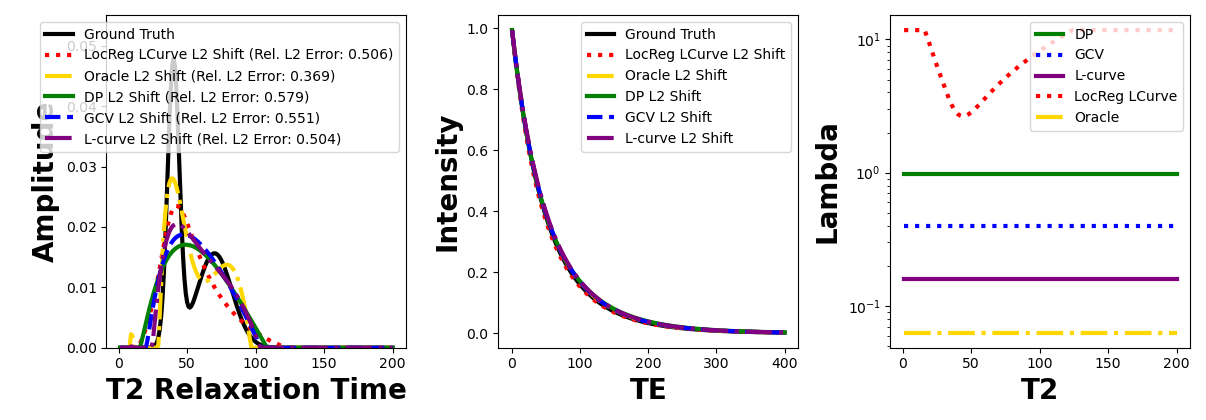 Amplitude
0.05
0.04
0.03
0.02
0.01
0.00
Ground Truth
LocReg LCurve L2 Shift (Rel. L2 Error: 0.506)
Oracle L2 Shift (Rel. L2 Error: 0.369)
DP L2 Shift (Rel. L2 Error: 0.579)
GCV L2 Shift (Rel. L2 Error: 0.551)
L-curve L2 Shift (Rel. L2 Error: 0.504)
0 50 100 150 200
T2 Relaxation Time
Intensity
1.0
0.8
0.6
0.4
0.2
0.0
Ground Truth
LocReg LCurve L2 Shift
Oracle L2 Shift
DP L2 Shift
GCV L2 Shift
L-curve L2 Shift
0 100 200 300 400
TE
Lambda
10¹
10⁰
10⁻¹
DP
GCV
L-curve
LocReg LCurve
Oracle
0 50 100 150 200
T2